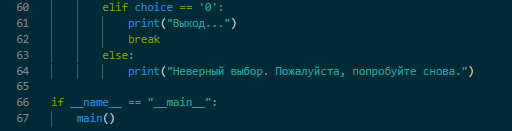 60 elif choice == '0':
61 print("Выход...")
62 break
63 else:
64 print("Неверный выбор. Пожалуйста, попробуйте снова.")
65
66 if __name__ == "__main__":
67 main()